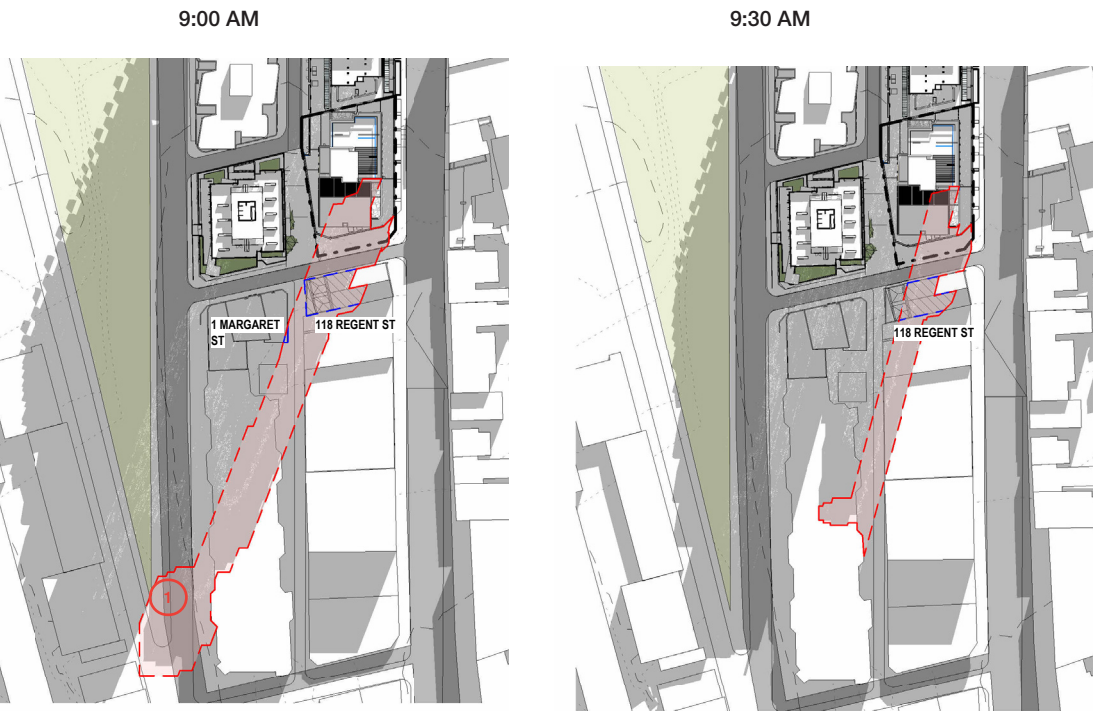 9:00 AM
9:30 AM
1 MARGARET
ST
118 REGENT ST
1
118 REGENT ST